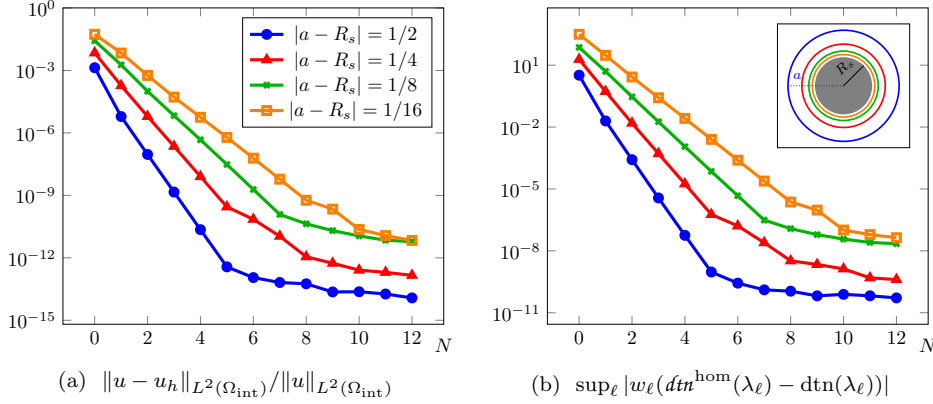 (a)
10^0
10^{-3}
10^{-6}
10^{-9}
10^{-12}
10^{-15}
|a − R_s| = 1/2
|a − R_s| = 1/4
|a − R_s| = 1/8
|a − R_s| = 1/16
0 2 4 6 8 10 12 N
(a) ‖u − u_h‖_{L^2(Ω_int)}/‖u‖_{L^2(Ω_int)}
(b)
10^1
10^{-2}
10^{-5}
10^{-8}
10^{-11}
a
R_s
0 2 4 6 8 10 12 N
(b) sup_ℓ |w_ℓ(𝒹𝓉𝓃^{hom}(λ_ℓ) − dtn(λ_ℓ))|